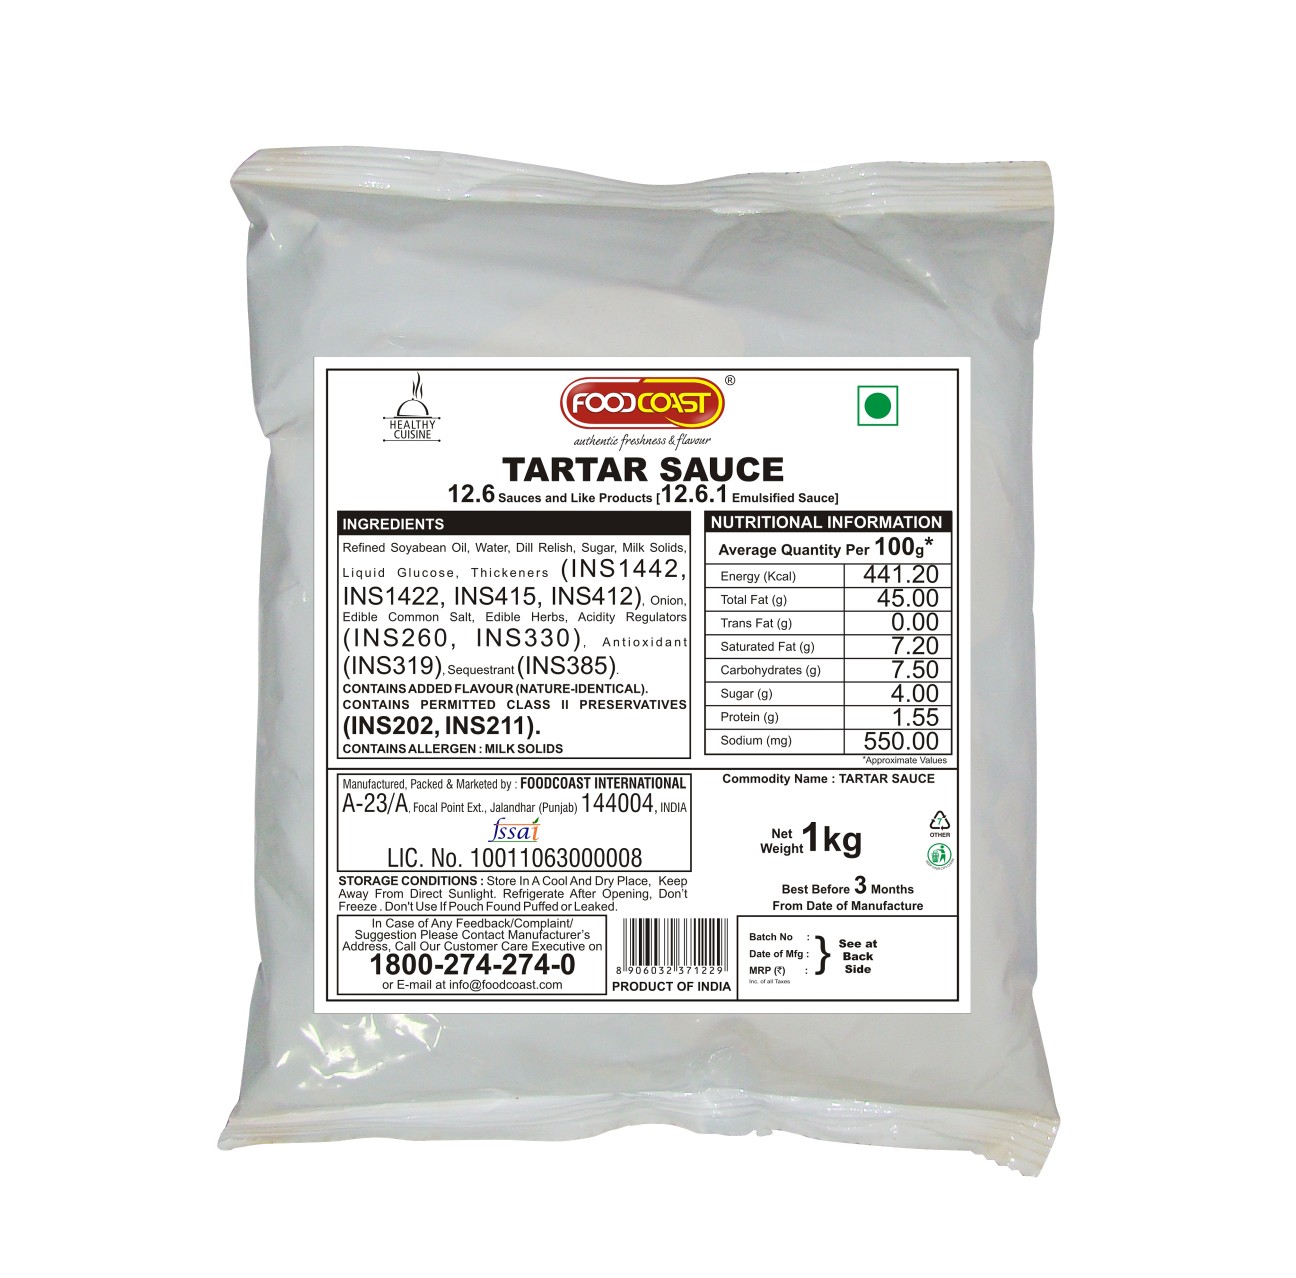 HEALTHY
CUISINE
FOODCOAST®
authentic freshness & flavour
TARTAR SAUCE
12.6 Sauces and Like Products [12.6.1 Emulsified Sauce]
INGREDIENTS
Refined Soyabean Oil, Water, Dill Relish, Sugar, Milk Solids,
Liquid Glucose, Thickeners (INS1442,
INS1422, INS415, INS412), Onion,
Edible Common Salt, Edible Herbs, Acidity Regulators
(INS260, INS330), Antioxidant
(INS319), Sequestrant (INS385).
CONTAINS ADDED FLAVOUR (NATURE-IDENTICAL).
CONTAINS PERMITTED CLASS II PRESERVATIVES
(INS202, INS211).
CONTAINS ALLERGEN : MILK SOLIDS
NUTRITIONAL INFORMATION
Average Quantity Per 100g*
Energy (Kcal) 441.20
Total Fat (g) 45.00
Trans Fat (g) 0.00
Saturated Fat (g) 7.20
Carbohydrates (g) 7.50
Sugar (g) 4.00
Protein (g) 1.55
Sodium (mg) 550.00
*Approximate Values
Manufactured, Packed & Marketed by : FOODCOAST INTERNATIONAL
A-23/A, Focal Point Ext., Jalandhar (Punjab) 144004, INDIA
fssai
LIC. No. 10011063000008
STORAGE CONDITIONS : Store In A Cool And Dry Place, Keep
Away From Direct Sunlight. Refrigerate After Opening, Don't
Freeze . Don't Use If Pouch Found Puffed or Leaked.
In Case of Any Feedback/Complaint/
Suggestion Please Contact Manufacturer's
Address, Call Our Customer Care Executive on
1800-274-274-0
or E-mail at info@foodcoast.com
8 906032 371229
PRODUCT OF INDIA
Commodity Name : TARTAR SAUCE
Net
Weight 1kg
7
OTHER
Best Before 3 Months
From Date of Manufacture
Batch No :
Date of Mfg :
MRP (₹) :
Inc. of all Taxes
See at
Back
Side